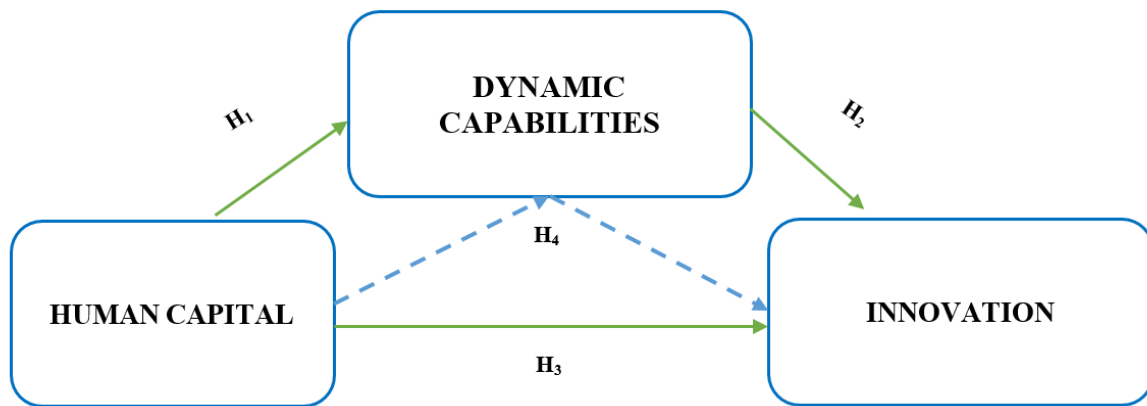 DYNAMIC
CAPABILITIES
H₁
H₂
H₄
HUMAN CAPITAL
INNOVATION
H₃